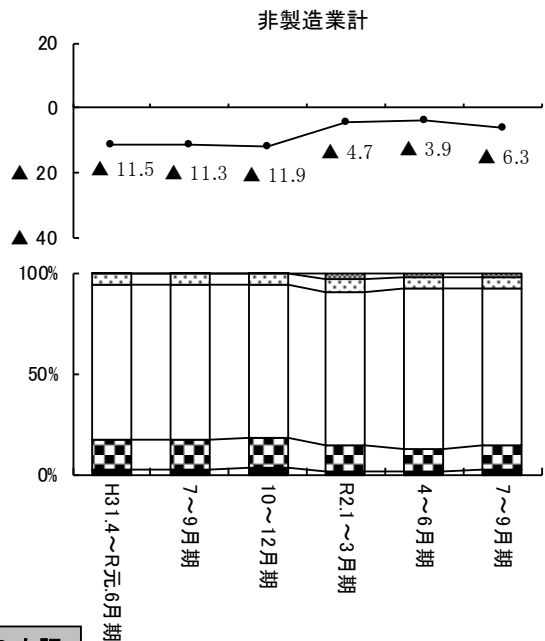 非製造業計
20
0
▲ 20
▲ 40
▲ 11.5
▲ 11.3
▲ 11.9
▲ 4.7
▲ 3.9
▲ 6.3
100%
50%
0%
H31.4～R元.6月期
7～9月期
10～12月期
R2.1～3月期
4～6月期
7～9月期